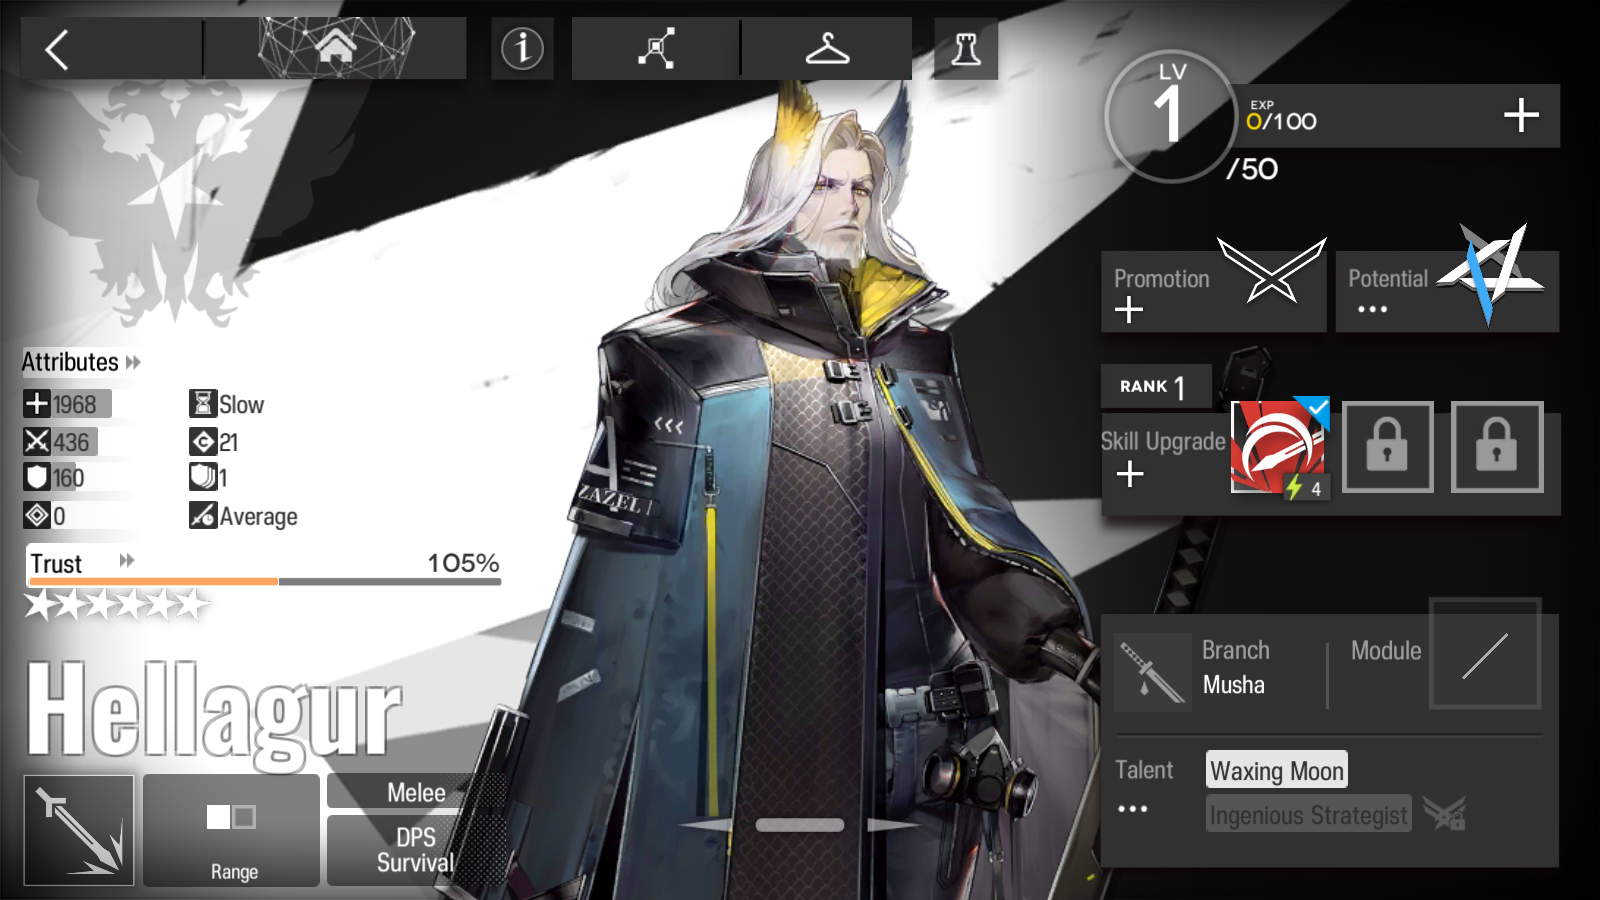 LV
1
EXP
0/100
/50
Promotion
Potential
RANK 1
Skill Upgrade
4
Attributes
1968
Slow
436
21
160
1
0
Average
Trust
105%
Hellagur
Range
Melee
DPS
Survival
AZAZEL
Branch
Musha
Module
Talent
Waxing Moon
Ingenious Strategist